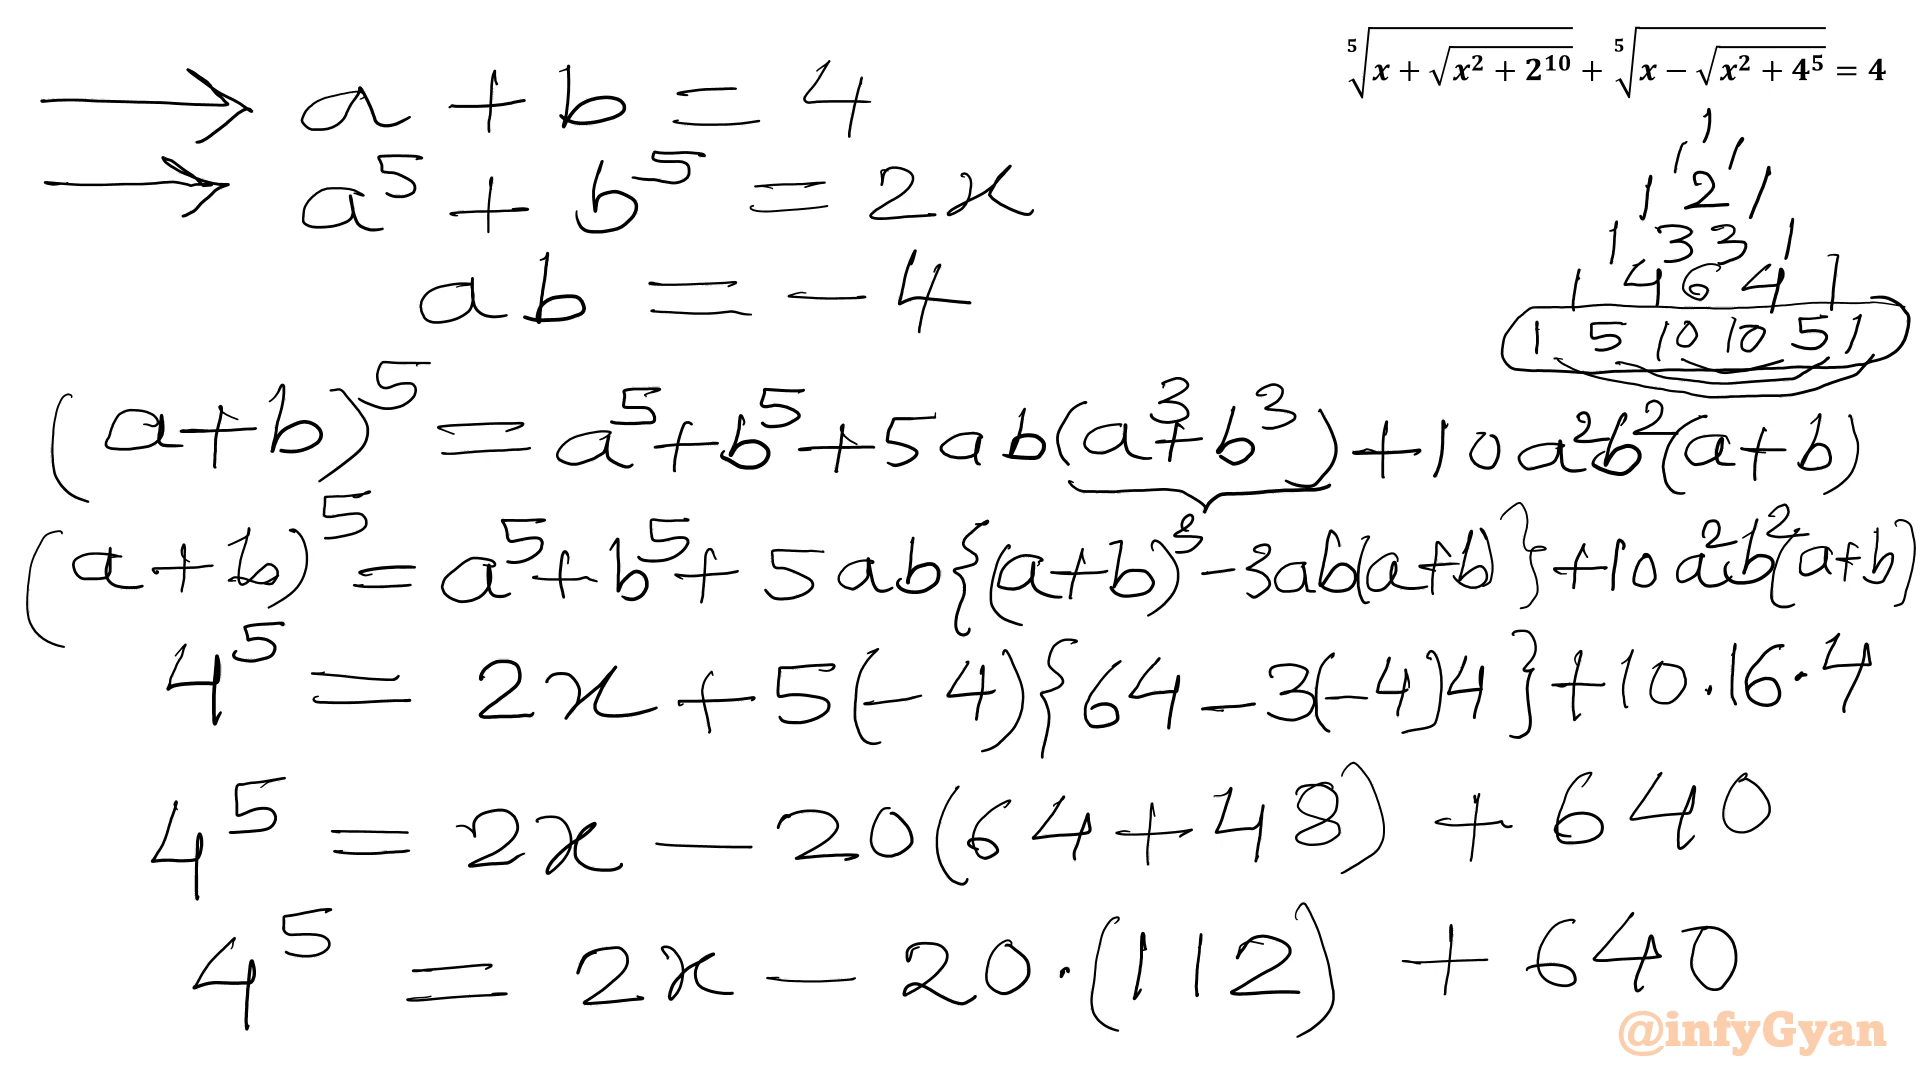 ⁵√(x + √(x² + 2¹⁰)) + ⁵√(x − √(x² + 4⁵)) = 4
→ a + b = 4
→ a⁵ + b⁵ = 2x
ab = −4
1
1 1
1 2 1
1 3 3 1
1 4 6 4 1
1 5 10 10 5 1
(a+b)⁵ = a⁵+b⁵+5ab(a³+b³)+10a²b²(a+b)
(a+b)⁵ = a⁵+b⁵+5ab{(a+b)³−3ab(a+b)}+10a²b²(a+b)
4⁵ = 2x + 5(−4){64−3(−4)4}+10.16.4
4⁵ = 2x − 20(64+48) + 640
4⁵ = 2x − 20.(112) + 640
@infyGyan